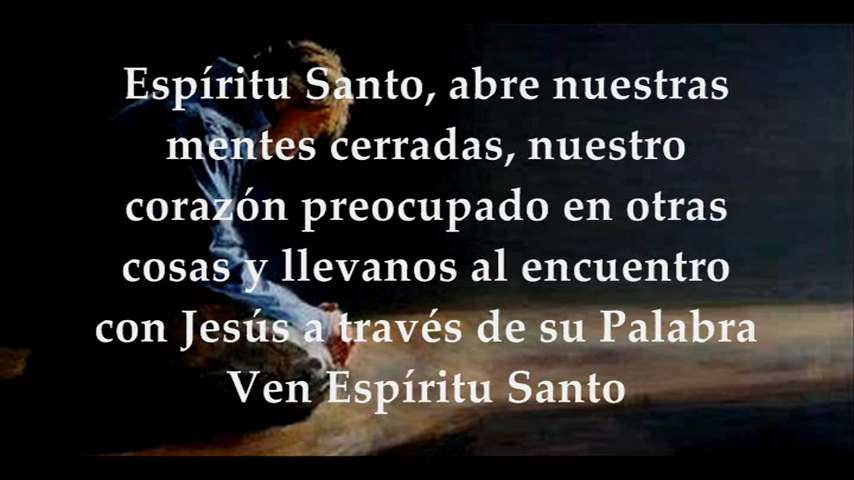 Espíritu Santo, abre nuestras
mentes cerradas, nuestro
corazón preocupado en otras
cosas y llevanos al encuentro
con Jesús a través de su Palabra
Ven Espíritu Santo